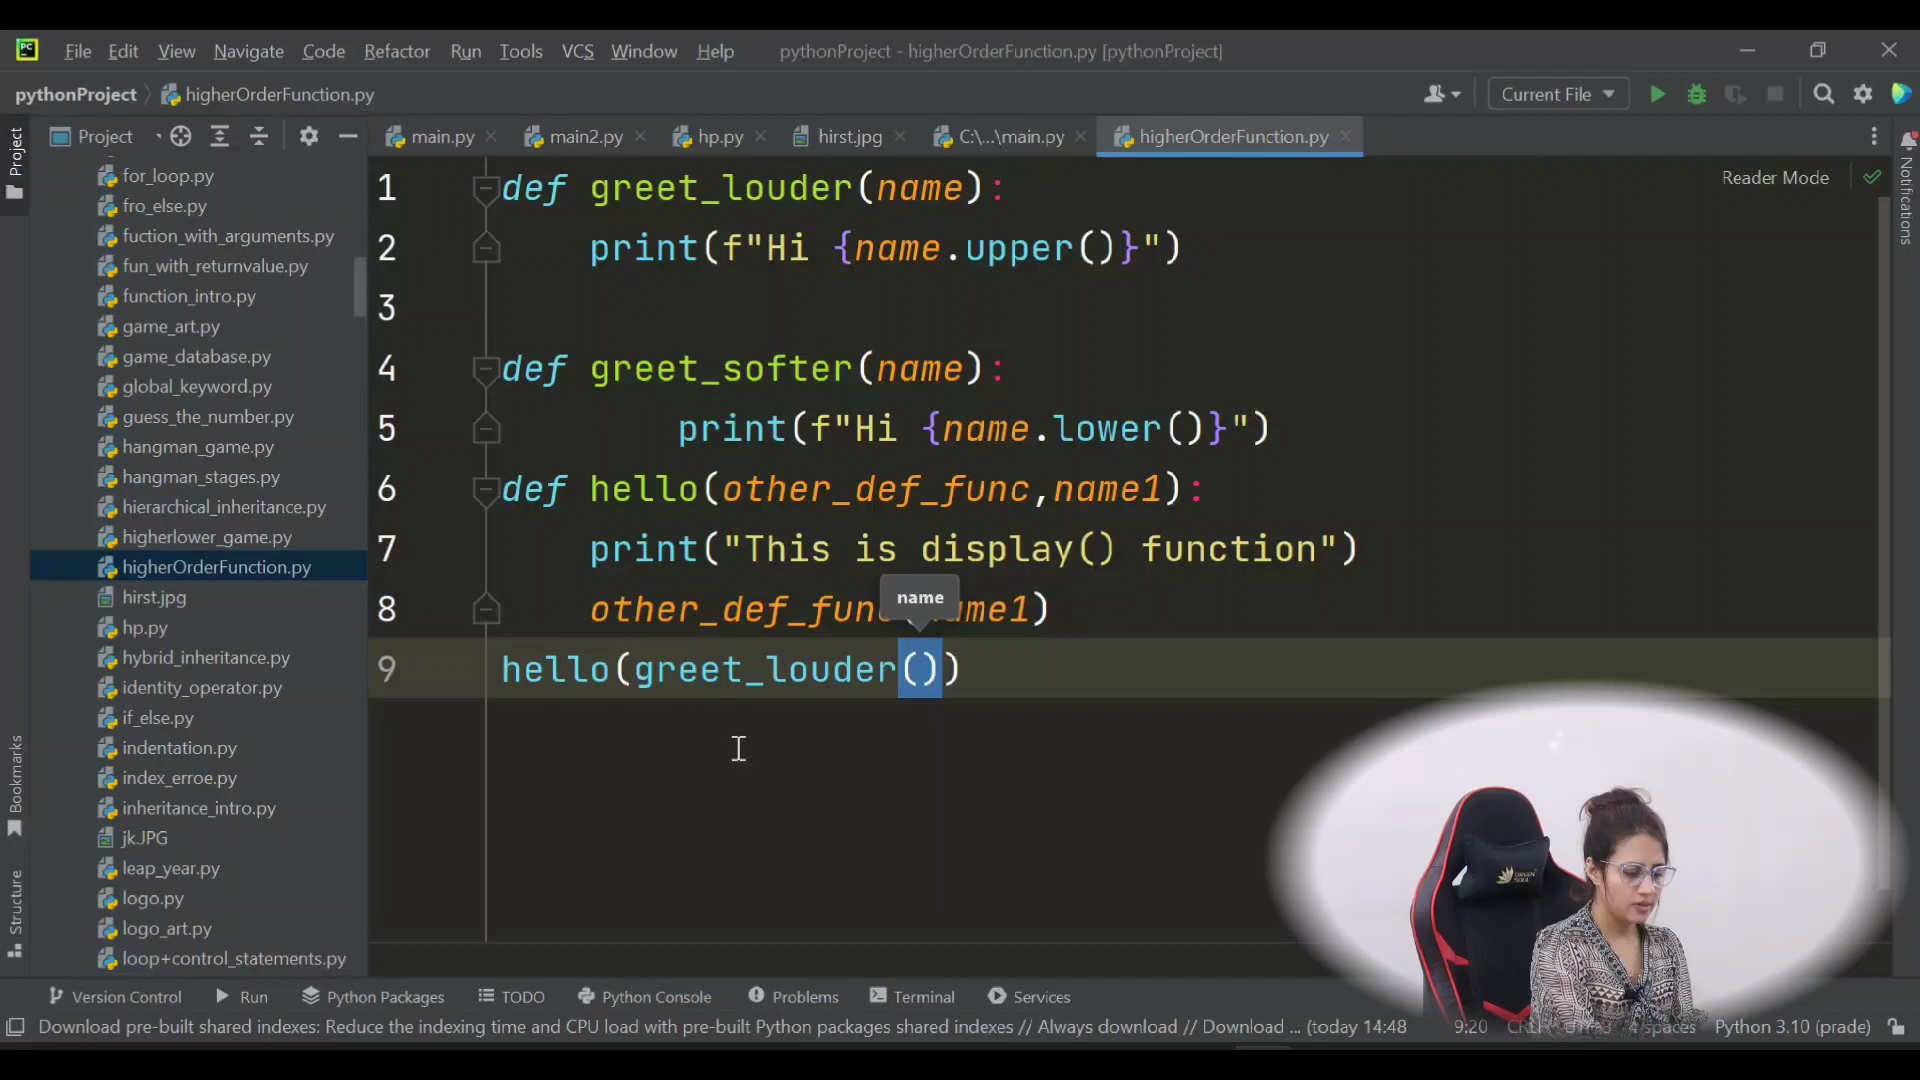 PC File Edit View Navigate Code Refactor Run Tools VCS Window Help pythonProject - higherOrderFunction.py [pythonProject]
pythonProject higherOrderFunction.py Current File
Project main.py main2.py hp.py hirst.jpg C:\...\main.py higherOrderFunction.py
Project
Bookmarks
Structure
Notifications
for_loop.py
fro_else.py
fuction_with_arguments.py
fun_with_returnvalue.py
function_intro.py
game_art.py
game_database.py
global_keyword.py
guess_the_number.py
hangman_game.py
hangman_stages.py
hierarchical_inheritance.py
higherlower_game.py
higherOrderFunction.py
hirst.jpg
hp.py
hybrid_inheritance.py
identity_operator.py
if_else.py
indentation.py
index_erroe.py
inheritance_intro.py
jk.JPG
leap_year.py
logo.py
logo_art.py
loop+control_statements.py
Reader Mode
1 def greet_louder(name):
2 print(f"Hi {name.upper()}")
3
4 def greet_softer(name):
5 print(f"Hi {name.lower()}")
6 def hello(other_def_func,name1):
7 print("This is display() function")
name
8 other_def_func name1)
9 hello(greet_louder())
GREEN SOUL
Version Control Run Python Packages TODO Python Console Problems Terminal Services
Download pre-built shared indexes: Reduce the indexing time and CPU load with pre-built Python packages shared indexes // Always download // Download ... (today 14:48 9:20 4 spaces Python 3.10 (prade)